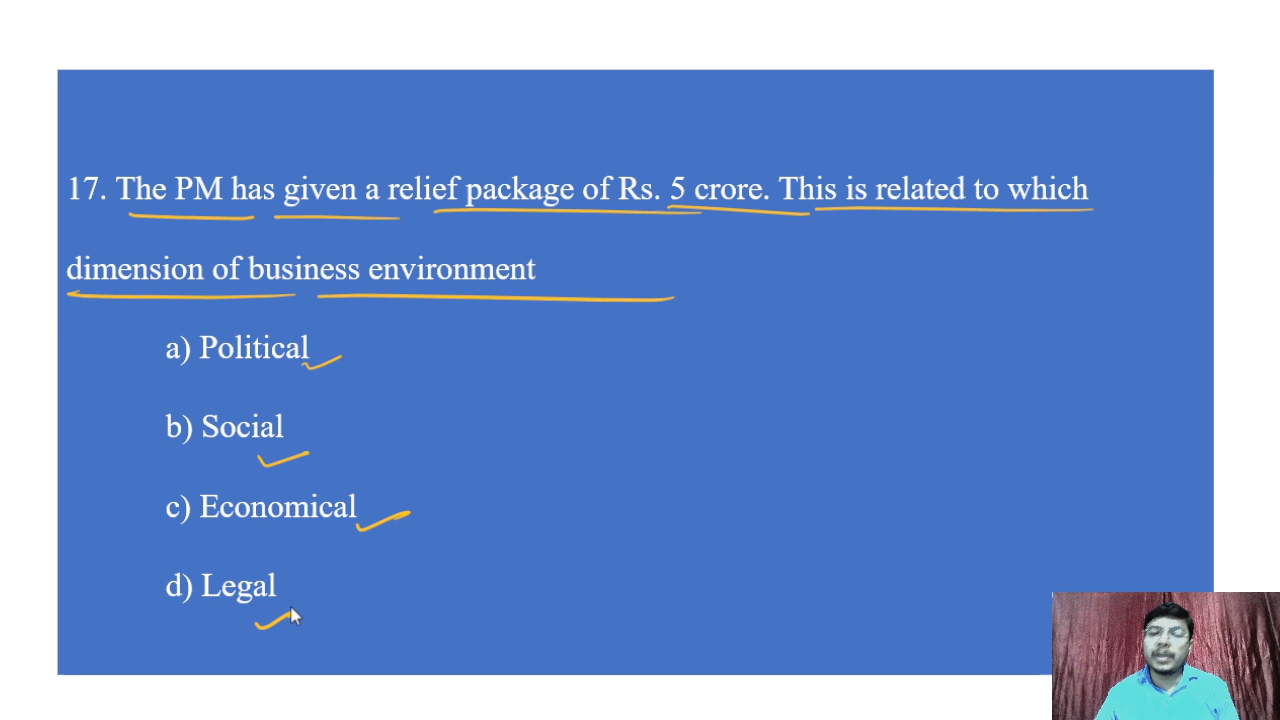 17. The PM has given a relief package of Rs. 5 crore. This is related to which
dimension of business environment
a) Political
b) Social
c) Economical
d) Legal